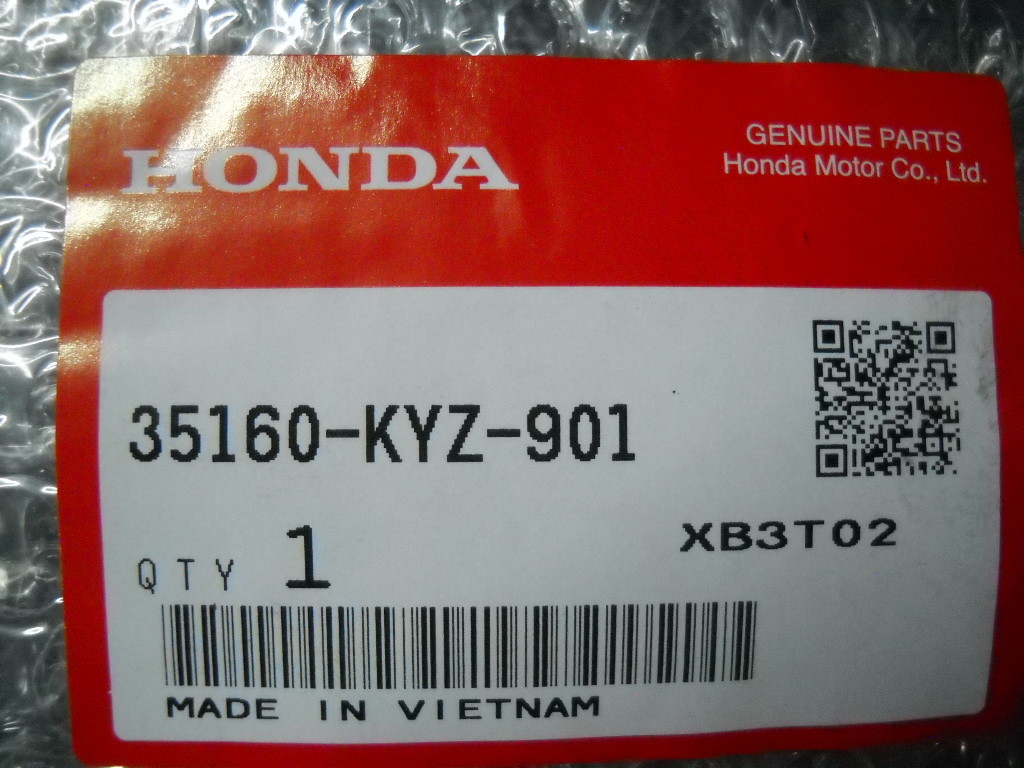 HONDA
GENUINE PARTS
Honda Motor Co., Ltd.
35160-KYZ-901
XB3T02
QTY 1
MADE IN VIETNAM